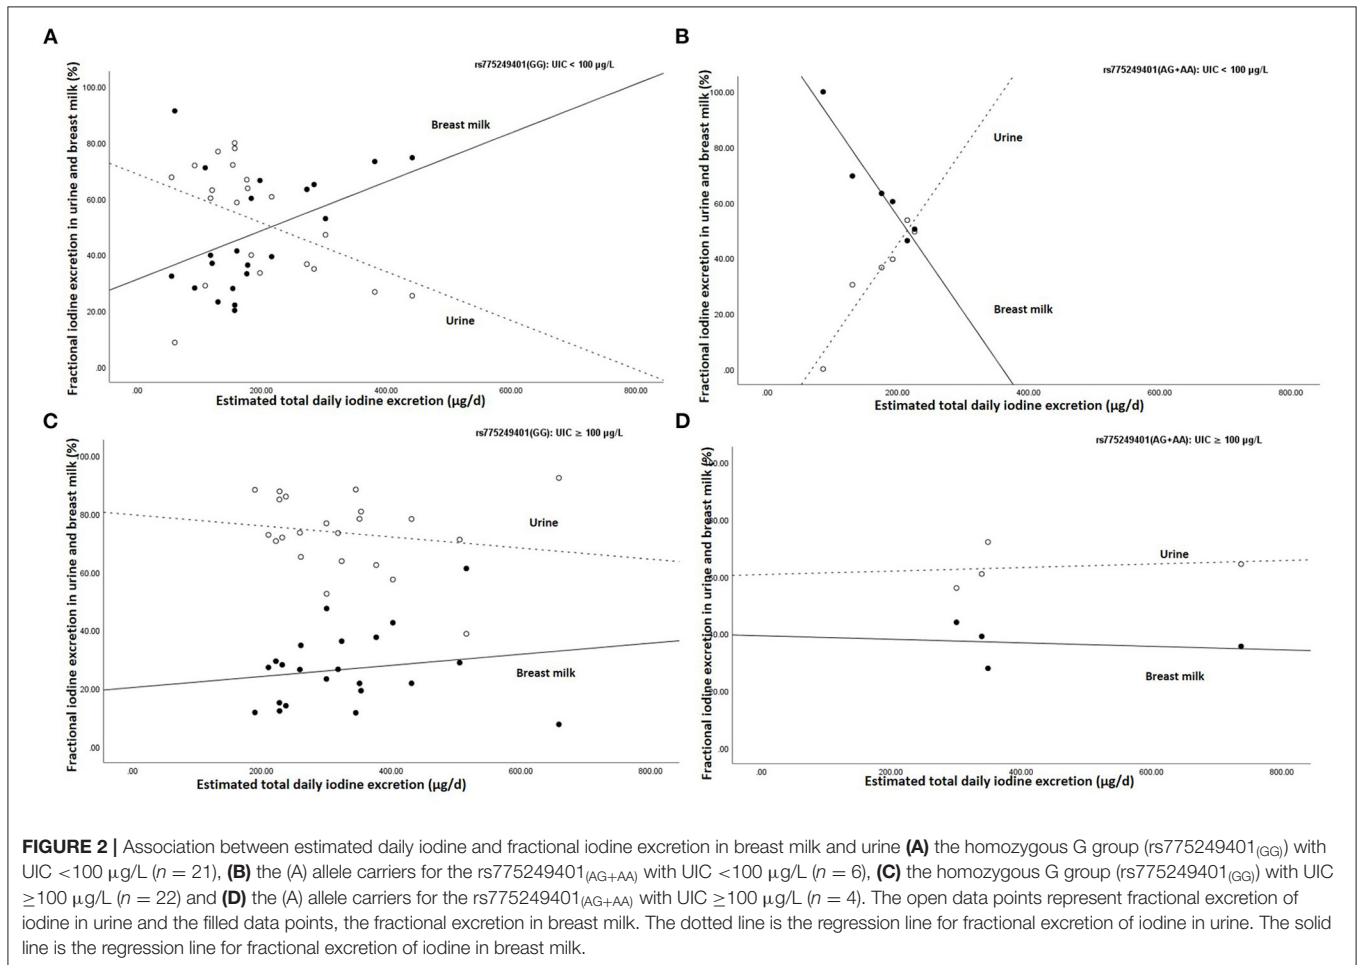 A
rs775249401(GG): UIC < 100 µg/L
Fractional iodine excretion in urine and breast milk (%)
100.00
80.00
60.00
40.00
20.00
.00
Breast milk
Urine
.00 200.00 400.00 600.00 800.00
Estimated total daily iodine excretion (µg/d)
B
rs775249401(AG+AA): UIC < 100 µg/L
Fractional iodine excretion in urine and breast milk (%)
100.00
80.00
60.00
40.00
20.00
.00
Urine
Breast milk
.00 200.00 400.00 600.00 800.00
Estimated total daily iodine excretion (µg/d)
C
rs775249401(GG): UIC ≥ 100 µg/L
Fractional iodine excretion in urine and breast milk (%)
100.00
80.00
60.00
40.00
20.00
.00
Urine
Breast milk
.00 200.00 400.00 600.00 800.00
Estimated total daily iodine excretion (µg/d)
D
rs775249401(AG+AA): UIC ≥ 100 µg/L
Fractional iodine excretion in urine and breast milk (%)
.00
Urine
Breast milk
.00 200.00 400.00 600.00 800.00
Estimated total daily iodine excretion (µg/d)
FIGURE 2 | Association between estimated daily iodine and fractional iodine excretion in breast milk and urine (A) the homozygous G group (rs775249401(GG)) with
UIC <100 µg/L (n = 21), (B) the (A) allele carriers for the rs775249401(AG+AA) with UIC <100 µg/L (n = 6), (C) the homozygous G group (rs775249401(GG)) with UIC
≥100 µg/L (n = 22) and (D) the (A) allele carriers for the rs775249401(AG+AA) with UIC ≥100 µg/L (n = 4). The open data points represent fractional excretion of
iodine in urine and the filled data points, the fractional excretion in breast milk. The dotted line is the regression line for fractional excretion of iodine in urine. The solid
line is the regression line for fractional excretion of iodine in breast milk.